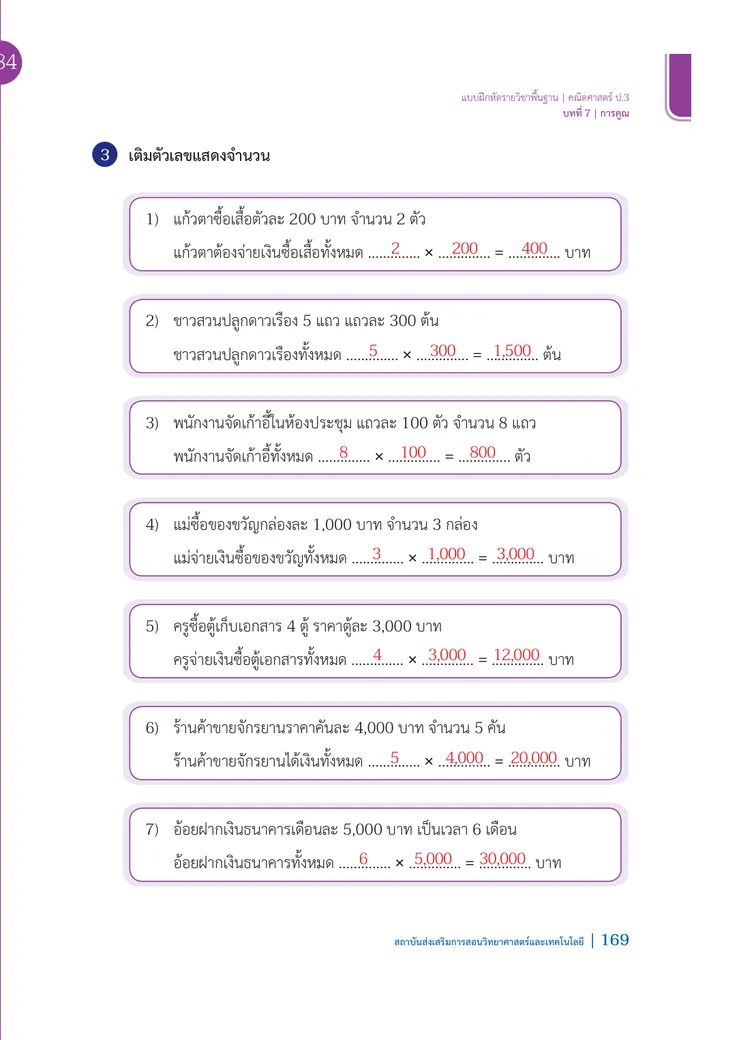 84
แบบฝึกหัดรายวิชาพื้นฐาน | คณิตศาสตร์ ป.3
บทที่ 7 | การคูณ
3 เติมตัวเลขแสดงจำนวน
1) แก้วตาซื้อเสื้อตัวละ 200 บาท จำนวน 2 ตัว
แก้วตาต้องจ่ายเงินซื้อเสื้อทั้งหมด ......2...... × ......200...... = ......400...... บาท
2) ชาวสวนปลูกดาวเรือง 5 แถว แถวละ 300 ต้น
ชาวสวนปลูกดาวเรืองทั้งหมด ......5...... × ......300...... = ......1,500...... ต้น
3) พนักงานจัดเก้าอี้ในห้องประชุม แถวละ 100 ตัว จำนวน 8 แถว
พนักงานจัดเก้าอี้ทั้งหมด ......8...... × ......100...... = ......800...... ตัว
4) แม่ซื้อของขวัญกล่องละ 1,000 บาท จำนวน 3 กล่อง
แม่จ่ายเงินซื้อของขวัญทั้งหมด ......3...... × ......1,000...... = ......3,000...... บาท
5) ครูซื้อตู้เก็บเอกสาร 4 ตู้ ราคาตู้ละ 3,000 บาท
ครูจ่ายเงินซื้อตู้เอกสารทั้งหมด ......4...... × ......3,000...... = ......12,000...... บาท
6) ร้านค้าขายจักรยานราคาคันละ 4,000 บาท จำนวน 5 คัน
ร้านค้าขายจักรยานได้เงินทั้งหมด ......5...... × ......4,000...... = ......20,000...... บาท
7) อ้อยฝากเงินธนาคารเดือนละ 5,000 บาท เป็นเวลา 6 เดือน
อ้อยฝากเงินธนาคารทั้งหมด ......6...... × ......5,000...... = ......30,000...... บาท
สถาบันส่งเสริมการสอนวิทยาศาสตร์และเทคโนโลยี | 169